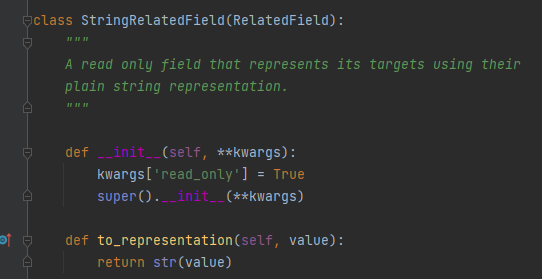 class StringRelatedField(RelatedField):
    """
    A read only field that represents its targets using their
    plain string representation.
    """
    def __init__(self, **kwargs):
        kwargs['read_only'] = True
        super().__init__(**kwargs)
    def to_representation(self, value):
        return str(value)